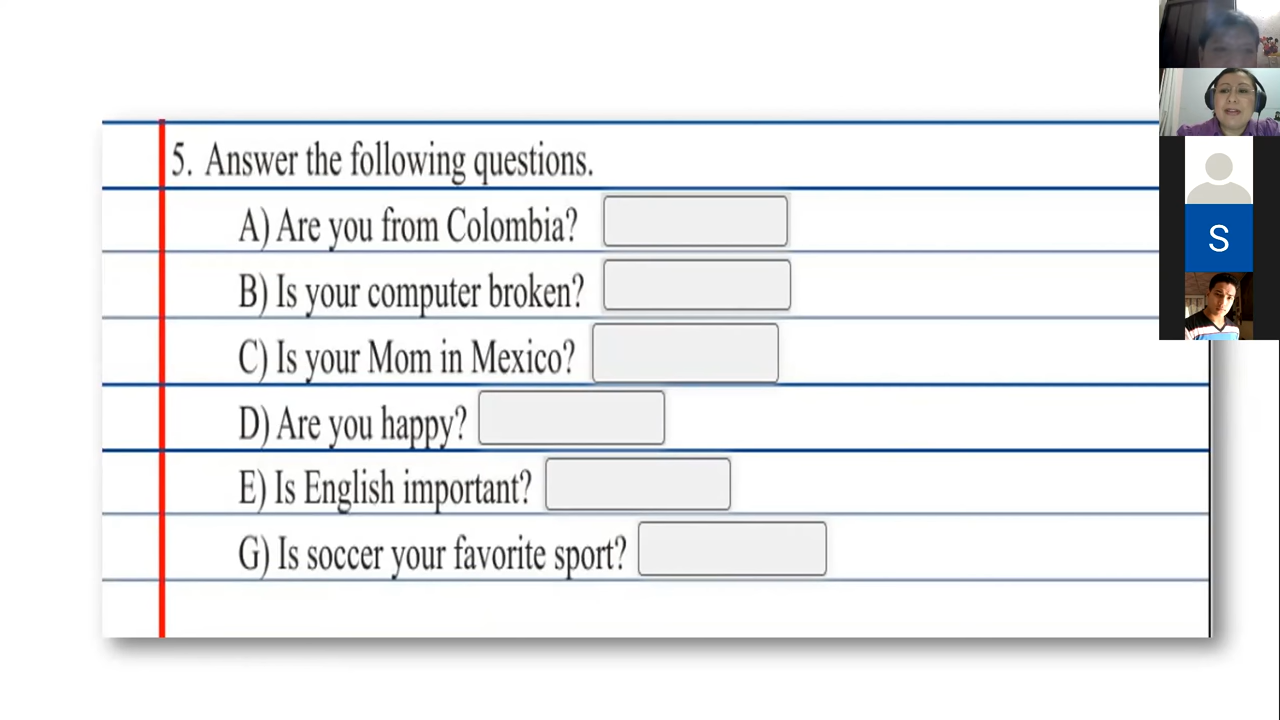 5. Answer the following questions.
A) Are you from Colombia?
B) Is your computer broken?
C) Is your Mom in Mexico?
D) Are you happy?
E) Is English important?
G) Is soccer your favorite sport?
S